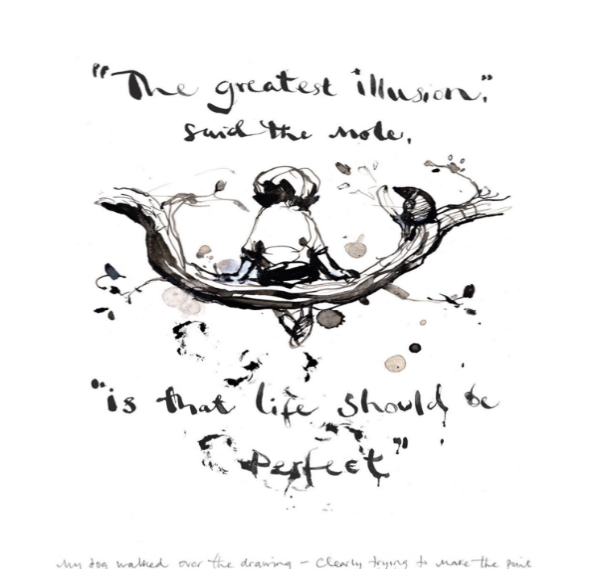 "The greatest illusion,"
said the mole,
"is that life should be
perfect"
My dog walked over the drawing – Clearly trying to make the point